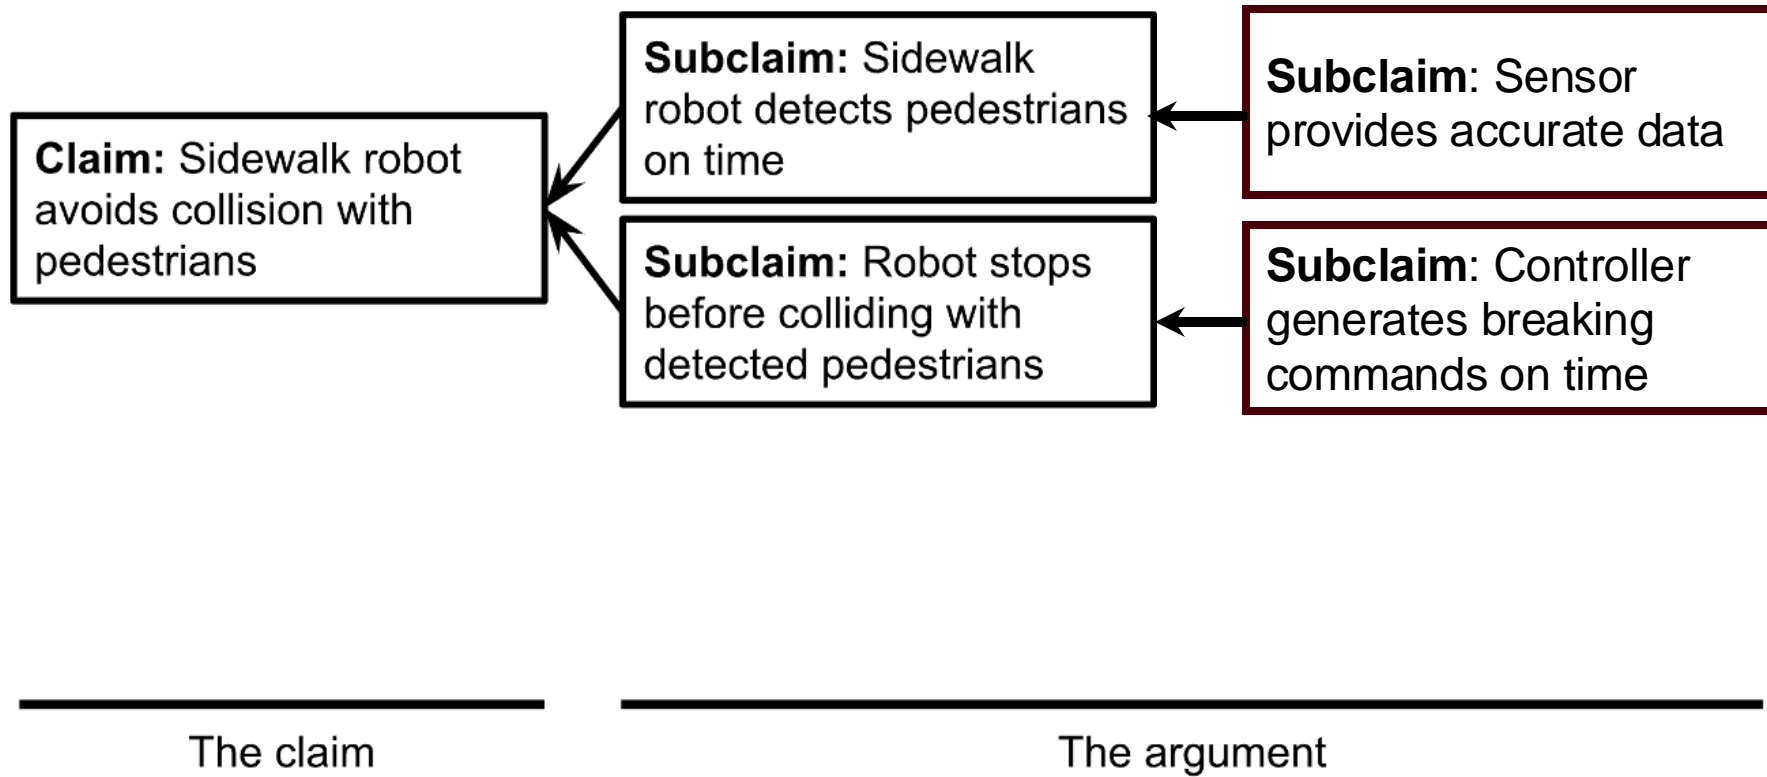 Claim: Sidewalk robot
avoids collision with
pedestrians
Subclaim: Sidewalk
robot detects pedestrians
on time
Subclaim: Robot stops
before colliding with
detected pedestrians
Subclaim: Sensor
provides accurate data
Subclaim: Controller
generates breaking
commands on time
The claim
The argument